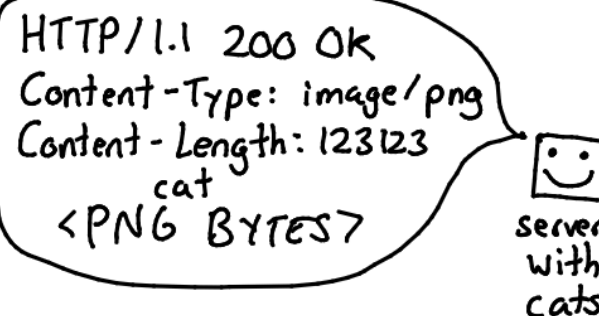 HTTP/1.1 200 OK
Content-Type: image/png
Content-Length: 123123
cat
<PNG BYTES>
server
with
cats